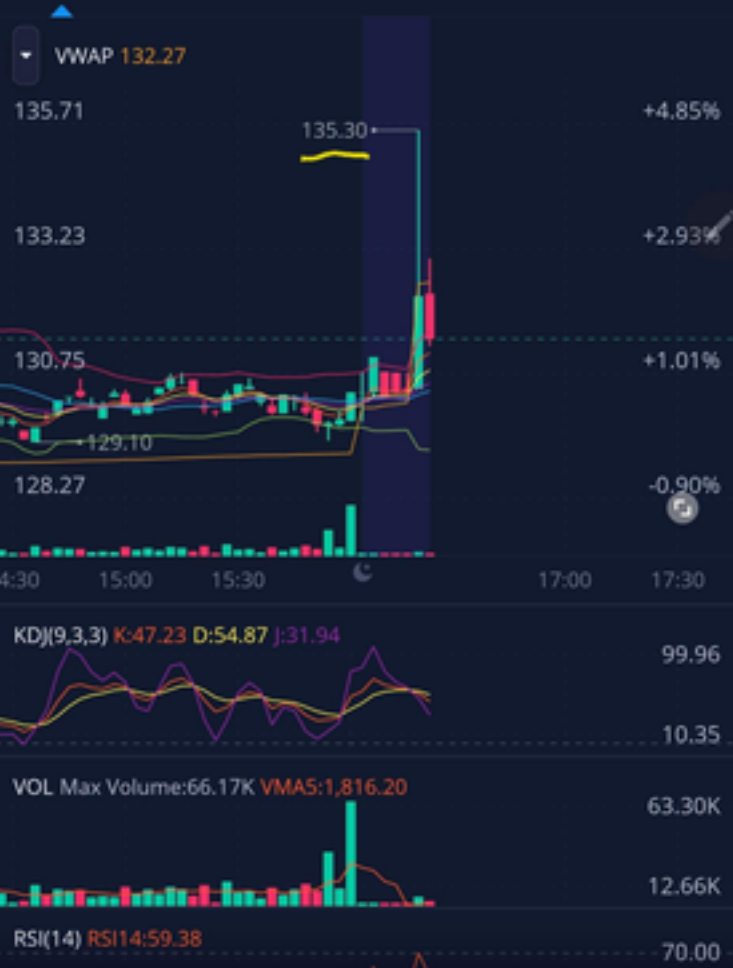 VWAP 132.27
135.71 +4.85%
135.30
133.23 +2.93%
130.75 +1.01%
129.10
128.27 -0.90%
4:30 15:00 15:30 17:00 17:30
KDJ(9,3,3) K:47.23 D:54.87 J:31.94
99.96
10.35
VOL Max Volume:66.17K VMA5:1,816.20
63.30K
12.66K
RSI(14) RSI14:59.38
70.00